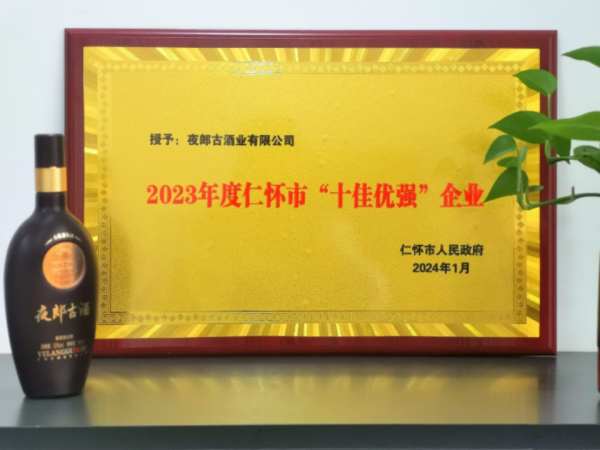 授予：夜郎古酒业有限公司
2023年度仁怀市“十佳优强”企业
仁怀市人民政府
2024年1月
夜郎古酒
YELANGGU